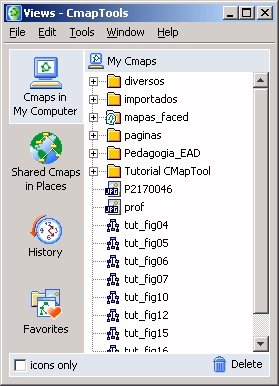 Views - CmapTools
File Edit Tools Window Help
Cmaps in
My Computer
Shared Cmaps
in Places
History
Favorites
My Cmaps
diversos
importados
mapas_faced
paginas
Pedagogia_EAD
Tutorial CMapTool
P2170046
prof
tut_fig04
tut_fig05
tut_fig06
tut_fig07
tut_fig10
tut_fig12
tut_fig15
tut_fig16
icons only
Delete